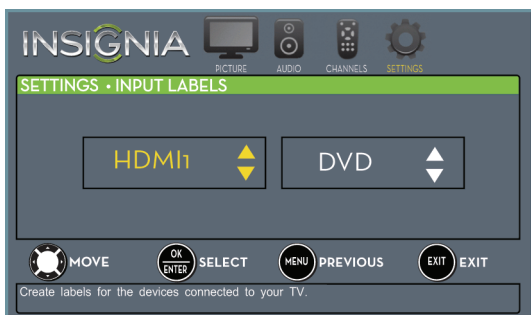 INSIGNIA
PICTURE AUDIO CHANNELS SETTINGS
SETTINGS • INPUT LABELS
HDMI1 DVD
MOVE OK ENTER SELECT MENU PREVIOUS EXIT EXIT
Create labels for the devices connected to your TV.